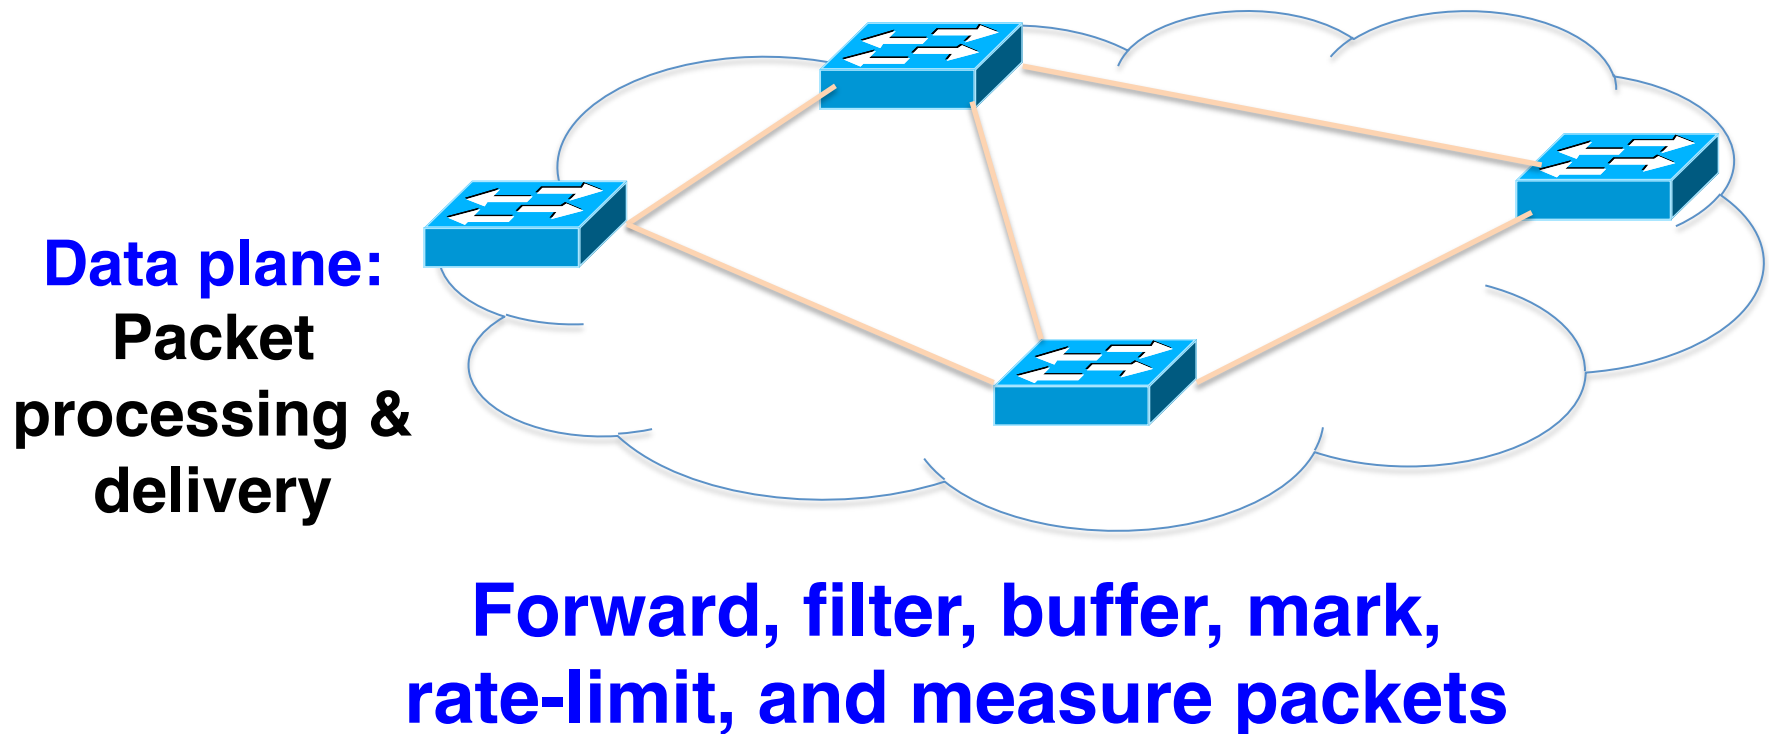 Data plane:
Packet
processing &
delivery
Forward, filter, buffer, mark,
rate-limit, and measure packets